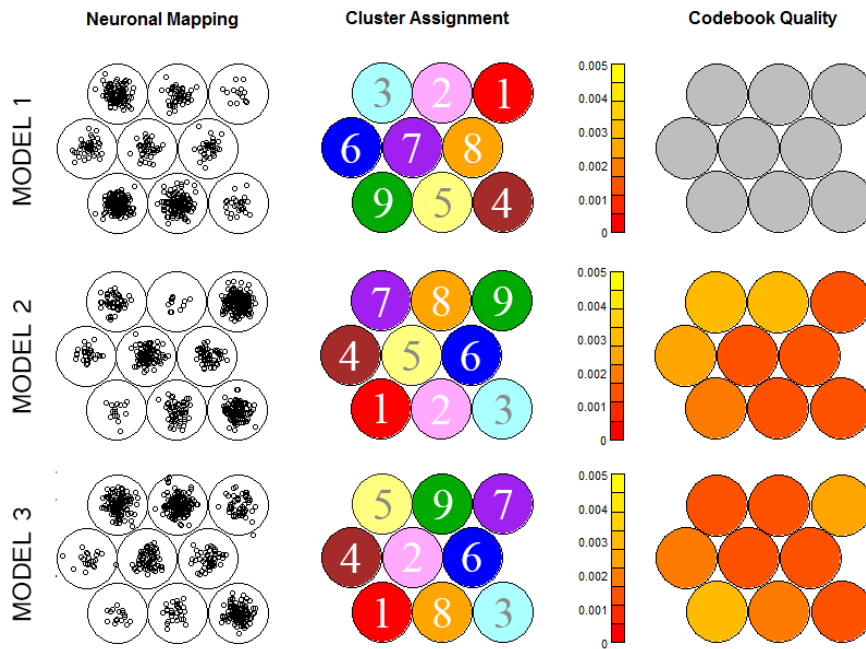 Neuronal Mapping
Cluster Assignment
Codebook Quality
MODEL 1
3 2 1
6 7 8
9 5 4
0.005
0.004
0.003
0.002
0.001
0
MODEL 2
7 8 9
4 5 6
1 2 3
0.005
0.004
0.003
0.002
0.001
0
MODEL 3
5 9 7
4 2 6
1 8 3
0.005
0.004
0.003
0.002
0.001
0